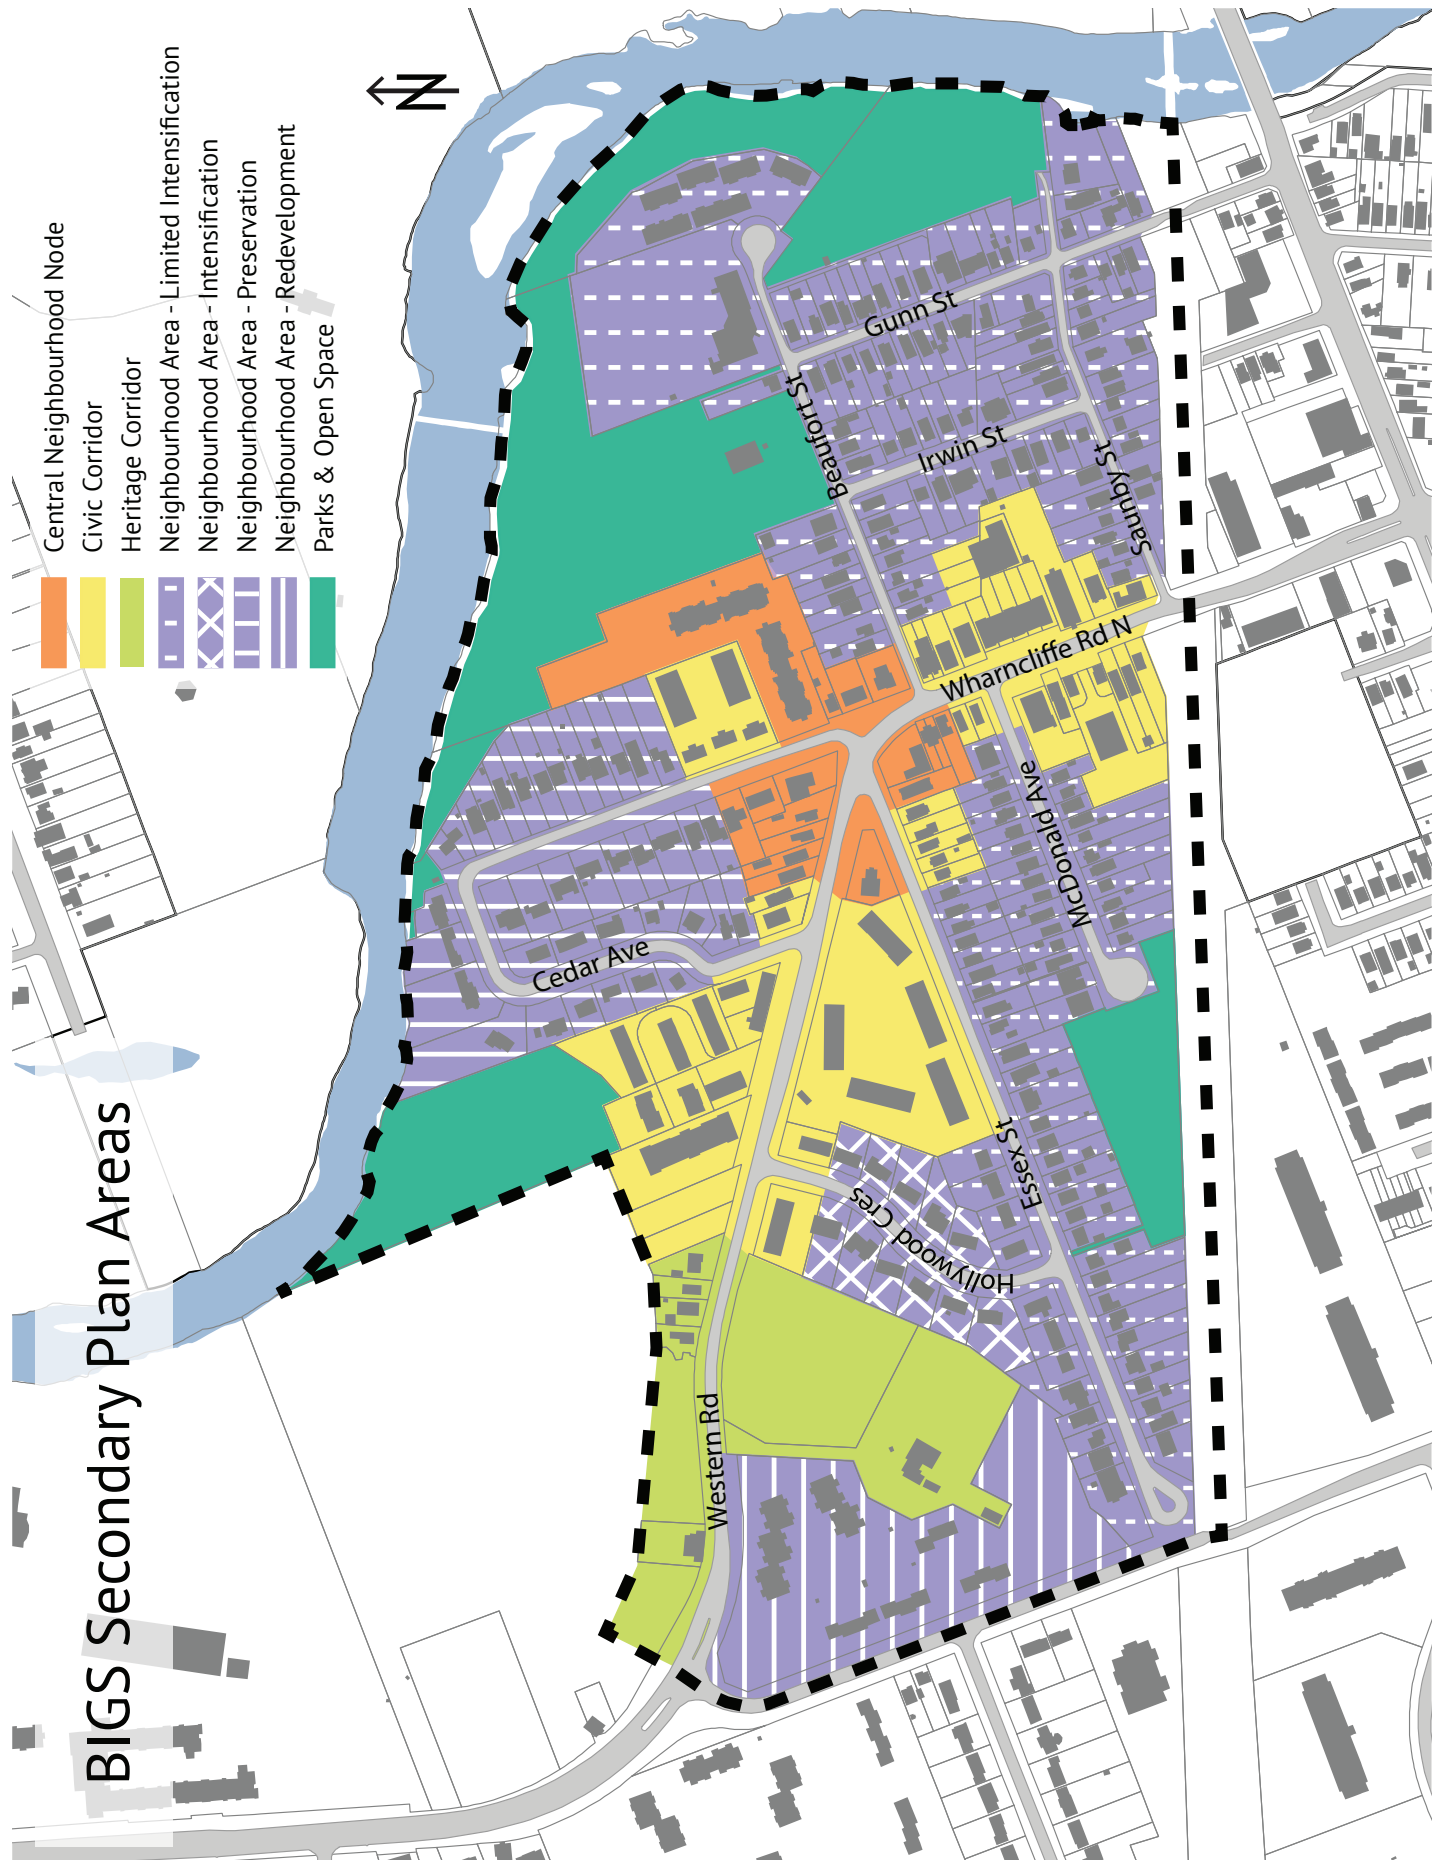 BIGS Secondary Plan Areas
Central Neighbourhood Node
Civic Corridor
Heritage Corridor
Neighbourhood Area - Limited Intensification
Neighbourhood Area - Intensification
Neighbourhood Area - Preservation
Neighbourhood Area - Redevelopment
Parks & Open Space
N
Western Rd
Hollywood Cres
Essex St
Cedar Ave
McDonald Ave
Wharncliffe Rd N
Saunby St
Beaufort St
Irwin St
Gunn St